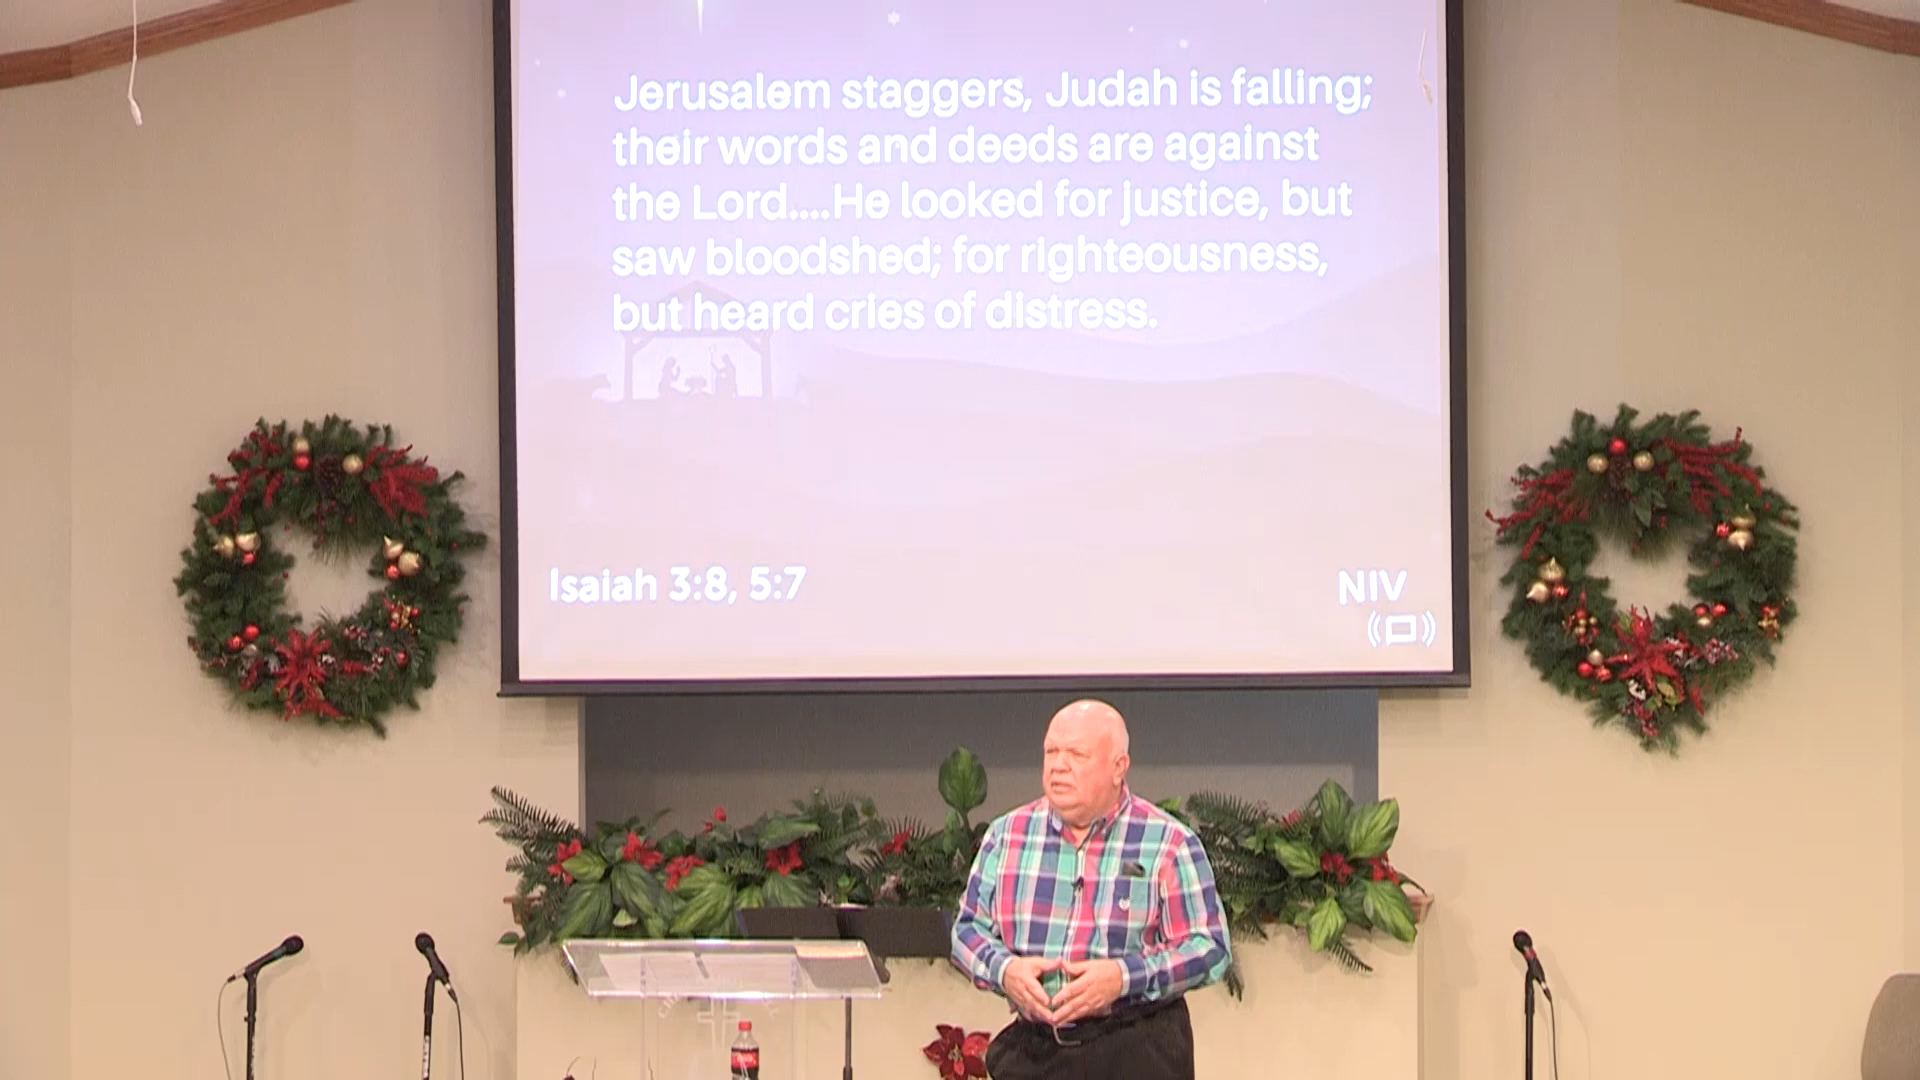 Jerusalem staggers, Judah is falling;
their words and deeds are against
the Lord....He looked for justice, but
saw bloodshed; for righteousness,
but heard cries of distress.
Isaiah 3:8, 5:7
NIV